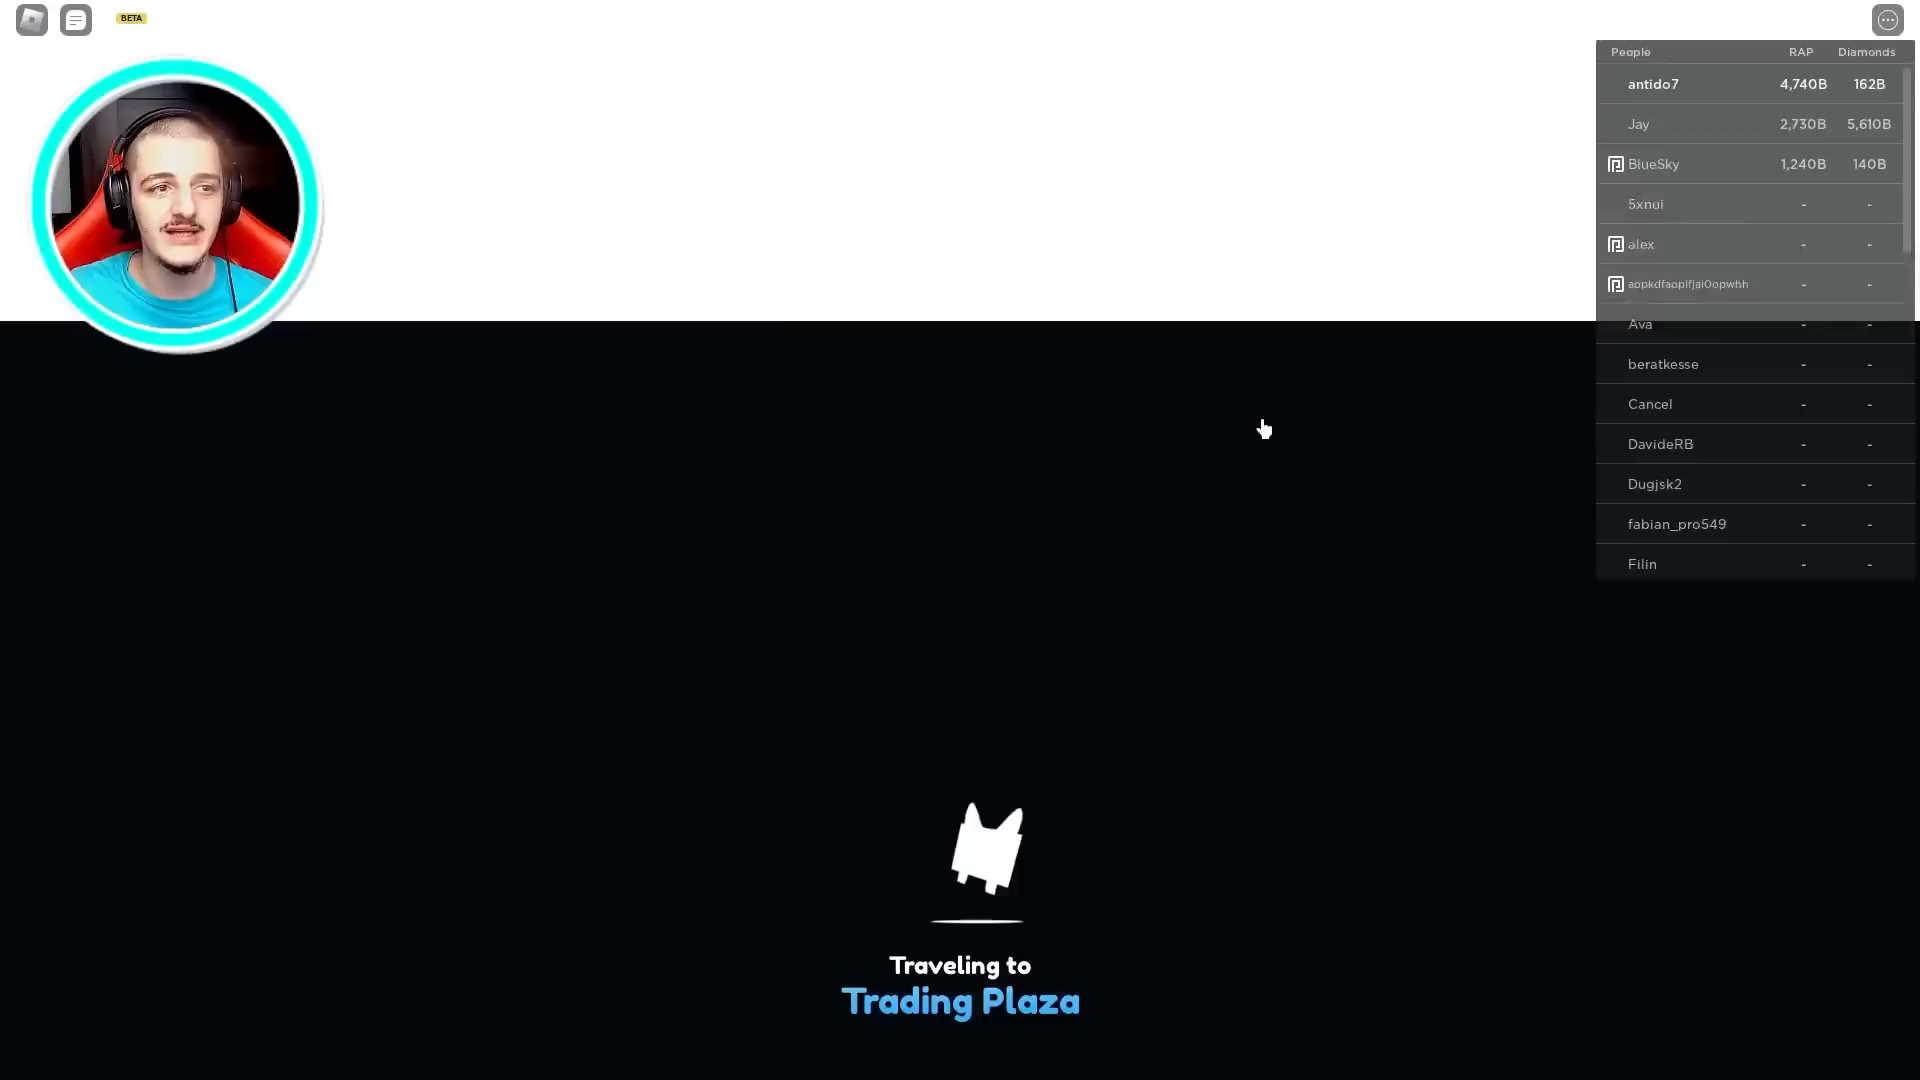 BETA
People RAP Diamonds
antido7 4,740B 162B
Jay 2,730B 5,610B
BlueSky 1,240B 140B
5xnui - -
alex - -
- -
Ava - -
beratkesse - -
Cancel - -
DavideRB - -
Dugjsk2 - -
fabian_pro549 - -
Filin - -
Traveling to
Trading Plaza